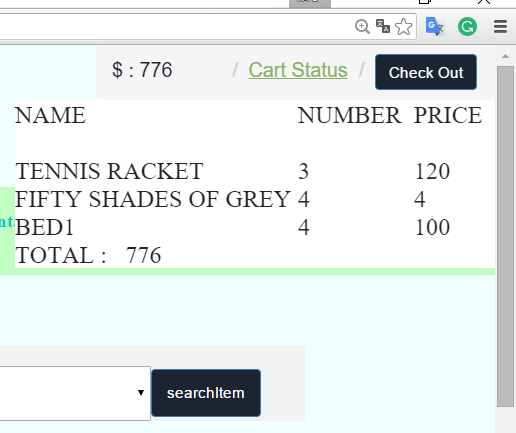 $ : 776 / Cart Status / Check Out
NAME NUMBER PRICE
TENNIS RACKET 3 120
FIFTY SHADES OF GREY 4 4
nt
BED1 4 100
TOTAL : 776
searchItem